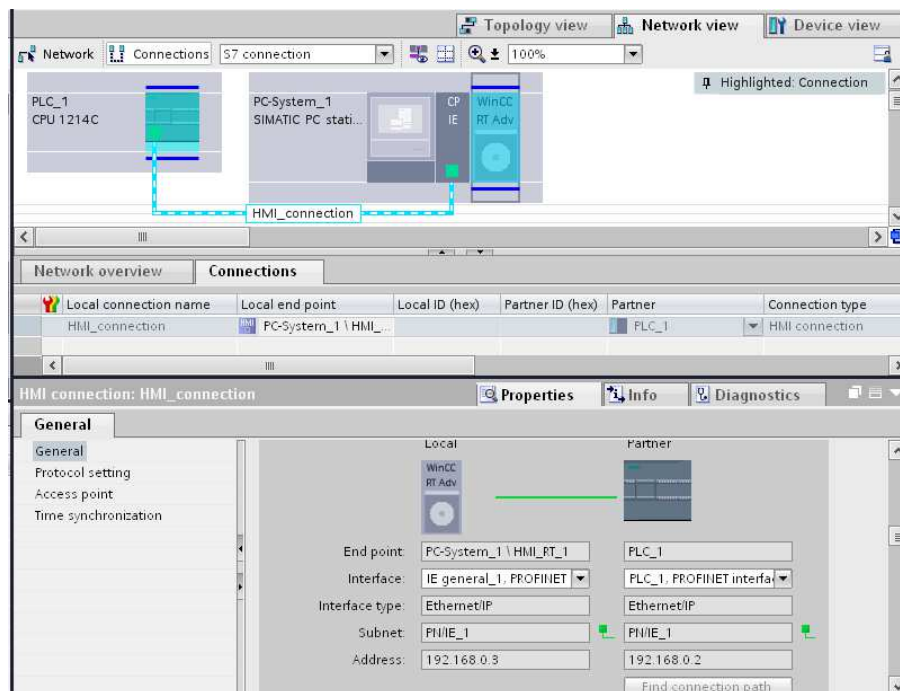 Topology view Network view Device view
Network Connections S7 connection 100%
Highlighted: Connection
PLC_1
CPU 1214C
PC-System_1
SIMATIC PC stati...
CP
IE
WinCC
RT Adv
HMI_connection
Network overview Connections
Local connection name Local end point Local ID (hex) Partner ID (hex) Partner Connection type
HMI_connection PC-System_1 \ HMI_... PLC_1 HMI connection
HMI connection: HMI_connection Properties Info Diagnostics
General
General
Protocol setting
Access point
Time synchronization
Local Partner
WinCC
RT Adv
End point: PC-System_1 \ HMI_RT_1 PLC_1
Interface: IE general_1, PROFINET PLC_1, PROFINET interfa
Interface type: Ethernet/IP Ethernet/IP
Subnet: PN/IE_1 PN/IE_1
Address: 192.168.0.3 192.168.0.2
Find connection path